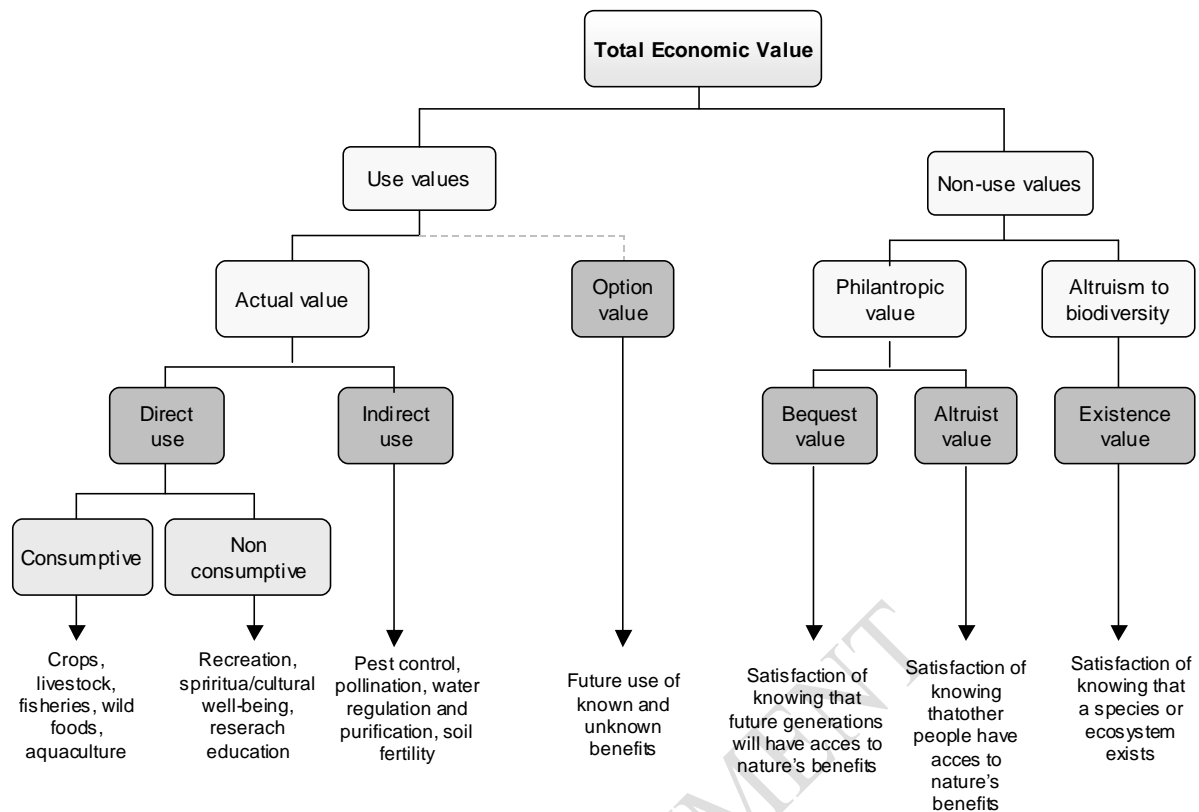 Total Economic Value
Use values
Non-use values
Actual value
Option
value
Philantropic
value
Altruism to
biodiversity
Direct
use
Indirect
use
Bequest
value
Altruist
value
Existence
value
Consumptive
Non
consumptive
Crops,
livestock,
fisheries, wild
foods,
aquaculture
Recreation,
spriritua/cultural
well-being,
reserach
education
Pest control,
pollination, water
regulation and
purification, soil
fertility
Future use of
known and
unknown
benefits
Satisfaction of
knowing that
future generations
will have acces to
nature's benefits
Satisfaction of
knowing
thatother
people have
acces to
nature's
benefits
Satisfaction of
knowing that
a species or
ecosystem
exists